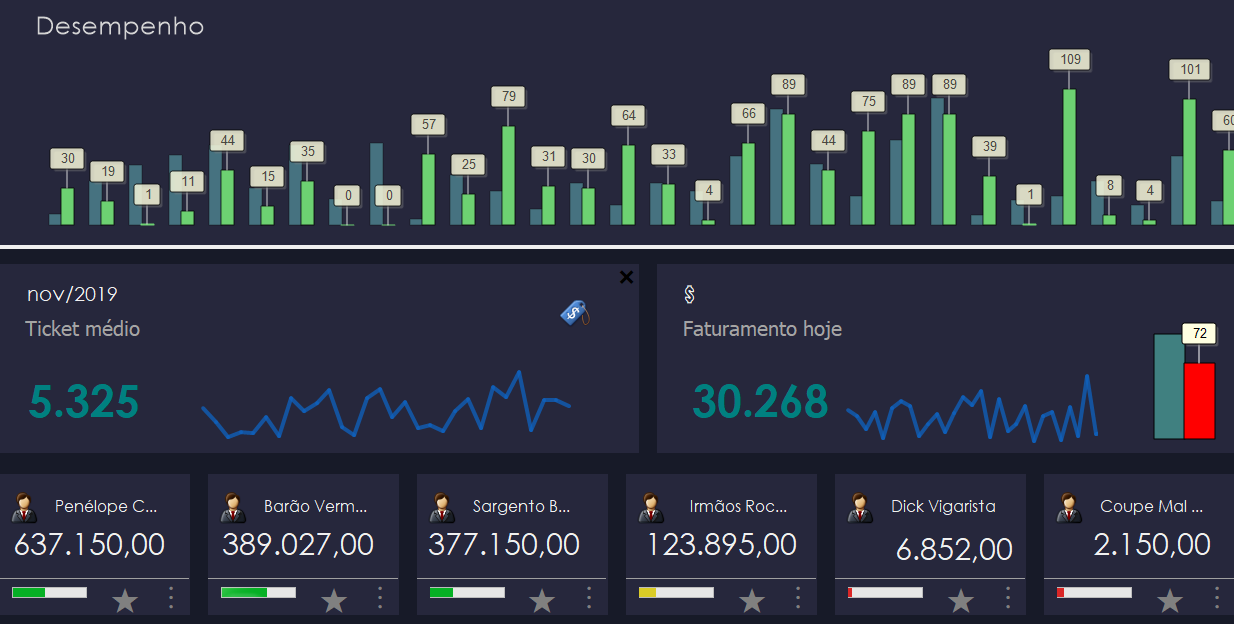 Desempenho
30 19 1 11 44 15 35 0 0 57 25 79 31 30 64 33 4 66 89 44 75 89 89 39 1 109 8 4 101
nov/2019
Ticket médio
5.325
$
Faturamento hoje
30.268
72
Penélope C...
637.150,00
Barão Verm...
389.027,00
Sargento B...
377.150,00
Irmãos Roc...
123.895,00
Dick Vigarista
6.852,00
Coupe Mal ...
2.150,00